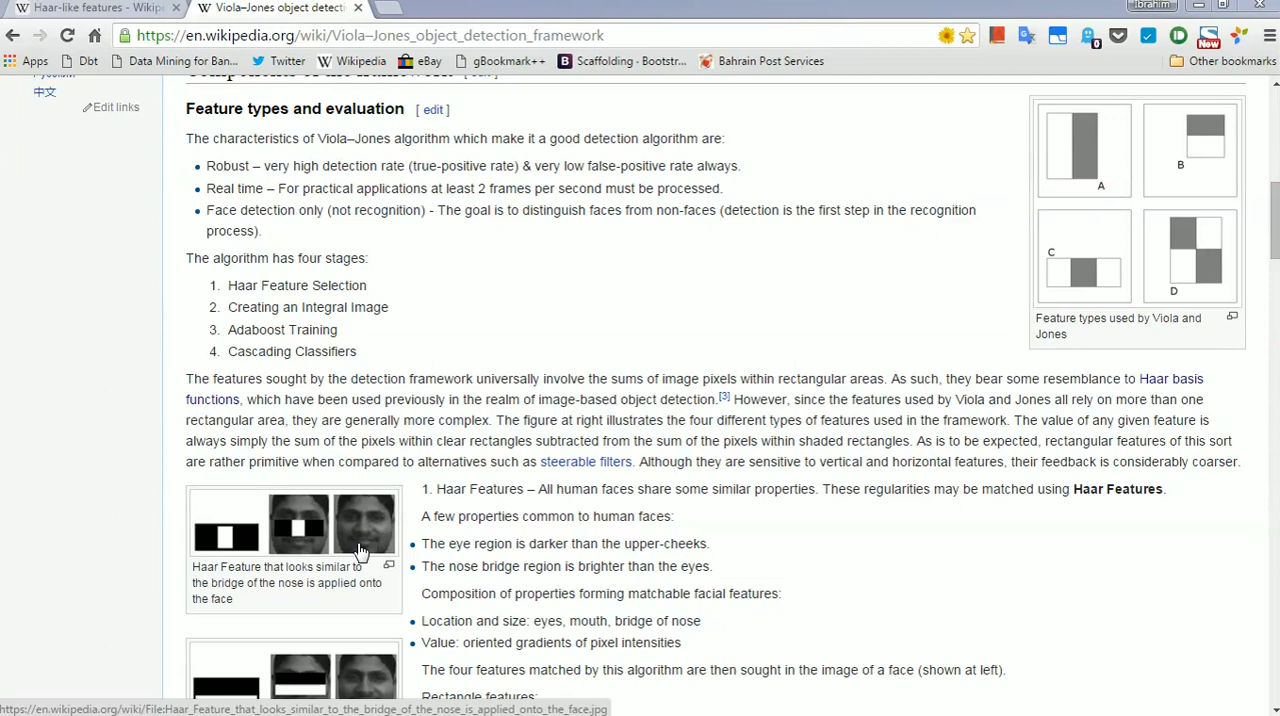 Haar-like features - Wikip
Viola–Jones object detecti
Ibrahim
https://en.wikipedia.org/wiki/Viola–Jones_object_detection_framework
0
New
Apps
Dbt
Data Mining for Ban...
Twitter
Wikipedia
eBay
gBookmark++
Scaffolding · Bootstr...
Bahrain Post Services
Other bookmarks
中文
Edit links
Feature types and evaluation [ edit ]
The characteristics of Viola–Jones algorithm which make it a good detection algorithm are:
Robust – very high detection rate (true-positive rate) & very low false-positive rate always.
Real time – For practical applications at least 2 frames per second must be processed.
Face detection only (not recognition) - The goal is to distinguish faces from non-faces (detection is the first step in the recognition
process).
The algorithm has four stages:
1. Haar Feature Selection
2. Creating an Integral Image
3. Adaboost Training
4. Cascading Classifiers
A
B
C
D
Feature types used by Viola and
Jones
The features sought by the detection framework universally involve the sums of image pixels within rectangular areas. As such, they bear some resemblance to Haar basis
functions, which have been used previously in the realm of image-based object detection.[3] However, since the features used by Viola and Jones all rely on more than one
rectangular area, they are generally more complex. The figure at right illustrates the four different types of features used in the framework. The value of any given feature is
always simply the sum of the pixels within clear rectangles subtracted from the sum of the pixels within shaded rectangles. As is to be expected, rectangular features of this sort
are rather primitive when compared to alternatives such as steerable filters. Although they are sensitive to vertical and horizontal features, their feedback is considerably coarser.
Haar Feature that looks similar to
the bridge of the nose is applied onto
the face
1. Haar Features – All human faces share some similar properties. These regularities may be matched using Haar Features.
A few properties common to human faces:
The eye region is darker than the upper-cheeks.
The nose bridge region is brighter than the eyes.
Composition of properties forming matchable facial features:
Location and size: eyes, mouth, bridge of nose
Value: oriented gradients of pixel intensities
The four features matched by this algorithm are then sought in the image of a face (shown at left).
Rectangle features:
https://en.wikipedia.org/wiki/File:Haar_Feature_that_looks_similar_to_the_bridge_of_the_nose_is_applied_onto_the_face.jpg